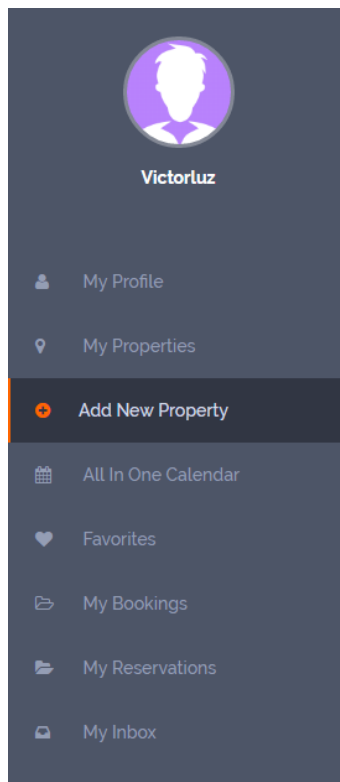 Victorluz
My Profile
My Properties
Add New Property
All In One Calendar
Favorites
My Bookings
My Reservations
My Inbox